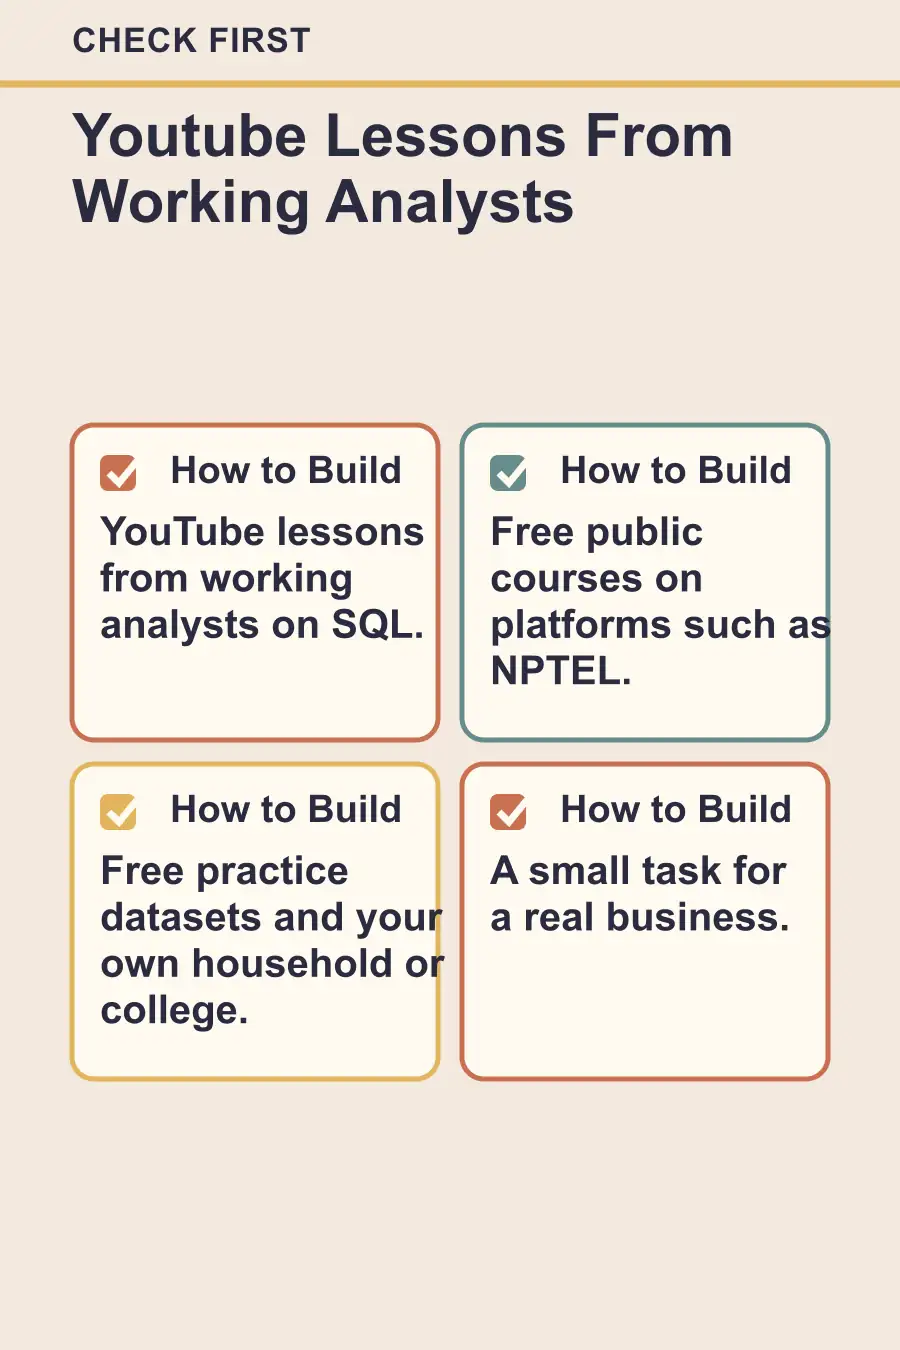 CHECK FIRST
Youtube Lessons From
Working Analysts
How to Build
YouTube lessons
from working
analysts on SQL.
How to Build
Free public
courses on
platforms such as
NPTEL.
How to Build
Free practice
datasets and your
own household or
college.
How to Build
A small task for
a real business.